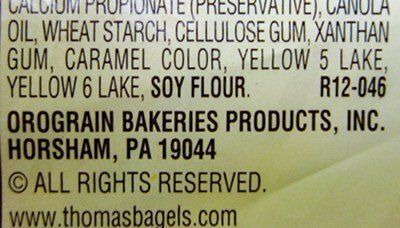 CALCIUM PROPIONATE (PRESERVATIVE), CANOLA
OIL, WHEAT STARCH, CELLULOSE GUM, XANTHAN
GUM, CARAMEL COLOR, YELLOW 5 LAKE,
YELLOW 6 LAKE, SOY FLOUR. R12-046
OROGRAIN BAKERIES PRODUCTS, INC.
HORSHAM, PA 19044
© ALL RIGHTS RESERVED.
www.thomasbagels.com